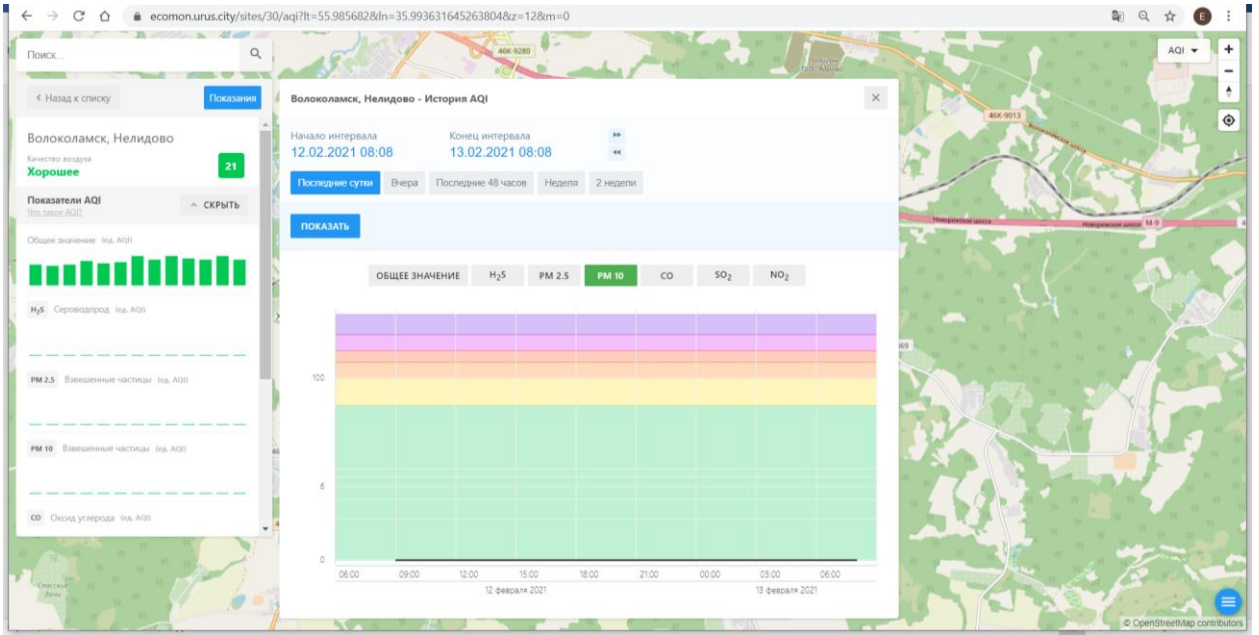 ecomon.urus.city/sites/30/aqi?lt=55.985682&ln=35.993631645263804&z=12&m=0
E
Поиск...
46К-9280
AQI
Назад к списку
Показания
Волоколамск, Нелидово - История AQI
46К-9013
Волоколамское шоссе
Волоколамск, Нелидово
Качество воздуха
Хорошее
21
Начало интервала
Конец интервала
12.02.2021 08:08
13.02.2021 08:08
Последние сутки
Вчера
Последние 48 часов
Неделя
2 недели
Показатели AQI
Что такое AQI?
СКРЫТЬ
ПОКАЗАТЬ
Новорижское шоссе
Новорижское шоссе
М-9
Общее значение (ед. AQI)
ОБЩЕЕ ЗНАЧЕНИЕ
H₂S
PM 2.5
PM 10
CO
SO₂
NO₂
H₂S Сероводород (ед. AQI)
PM 2.5 Взвешенные частицы (ед. AQI)
PM 10 Взвешенные частицы (ед. AQI)
CO Оксид углерода (ед. AQI)
100
5
0
06:00 09:00 12:00 15:00 18:00 21:00 00:00 03:00 06:00
12 февраля 2021
13 февраля 2021
© OpenStreetMap contributors